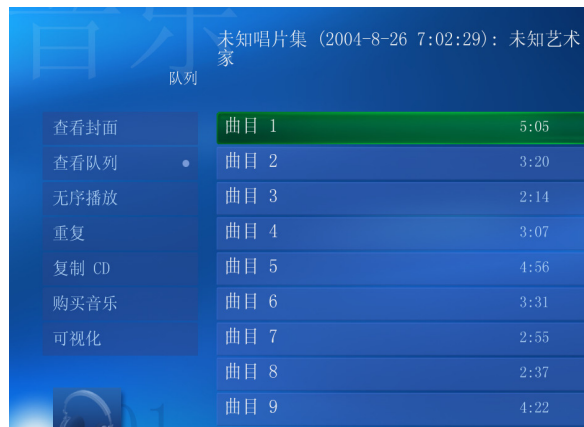 音乐
未知唱片集 (2004-8-26 7:02:29): 未知艺术
家
队列
查看封面
查看队列
无序播放
重复
复制 CD
购买音乐
可视化
曲目 1 5:05
曲目 2 3:20
曲目 3 2:14
曲目 4 3:07
曲目 5 4:56
曲目 6 3:31
曲目 7 2:55
曲目 8 2:37
曲目 9 4:22